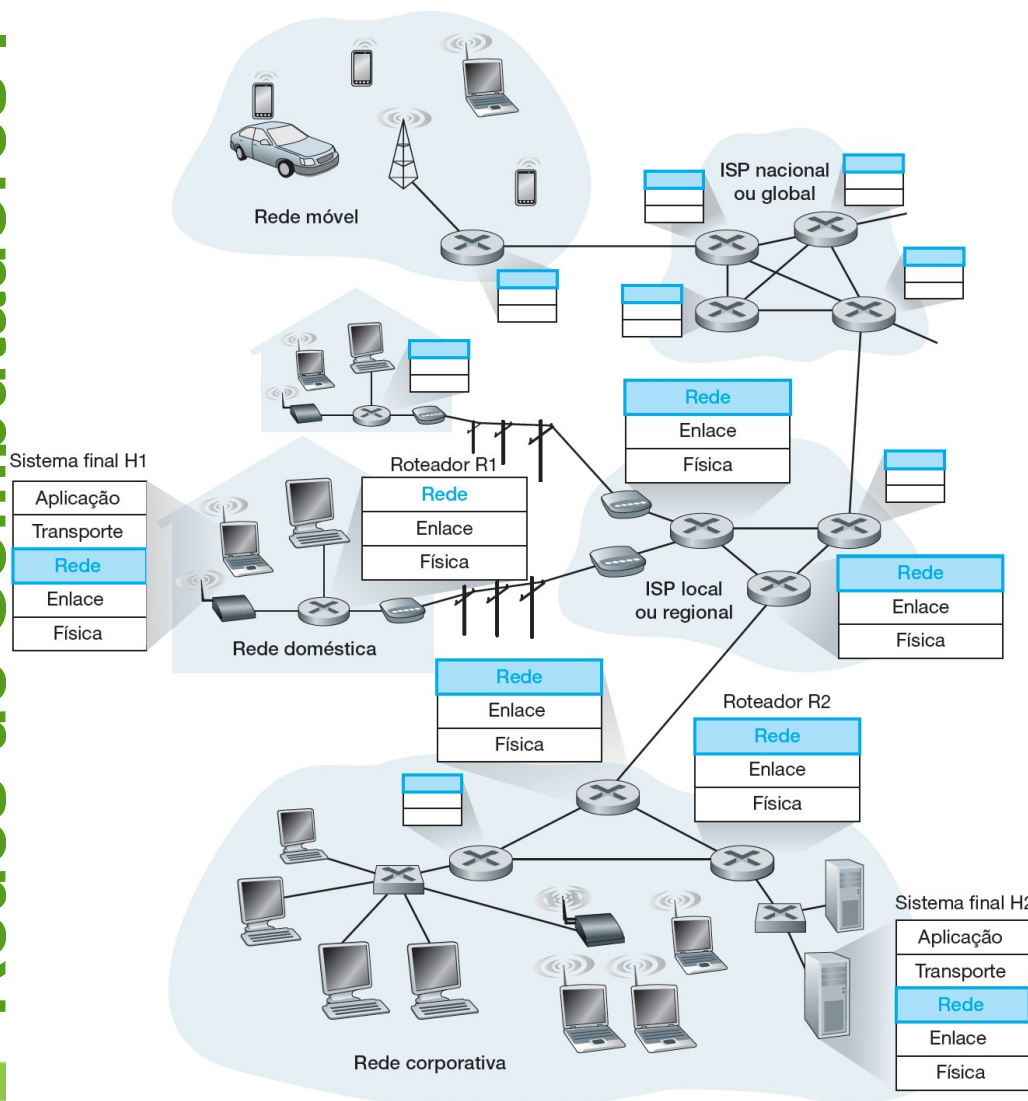 Rede móvel
ISP nacional
ou global
Sistema final H1
Aplicação
Transporte
Rede
Enlace
Física
Roteador R1
Rede
Enlace
Física
Rede
Enlace
Física
ISP local
ou regional
Rede
Enlace
Física
Rede doméstica
Rede
Enlace
Física
Roteador R2
Rede
Enlace
Física
Sistema final H2
Aplicação
Transporte
Rede
Enlace
Física
Rede corporativa